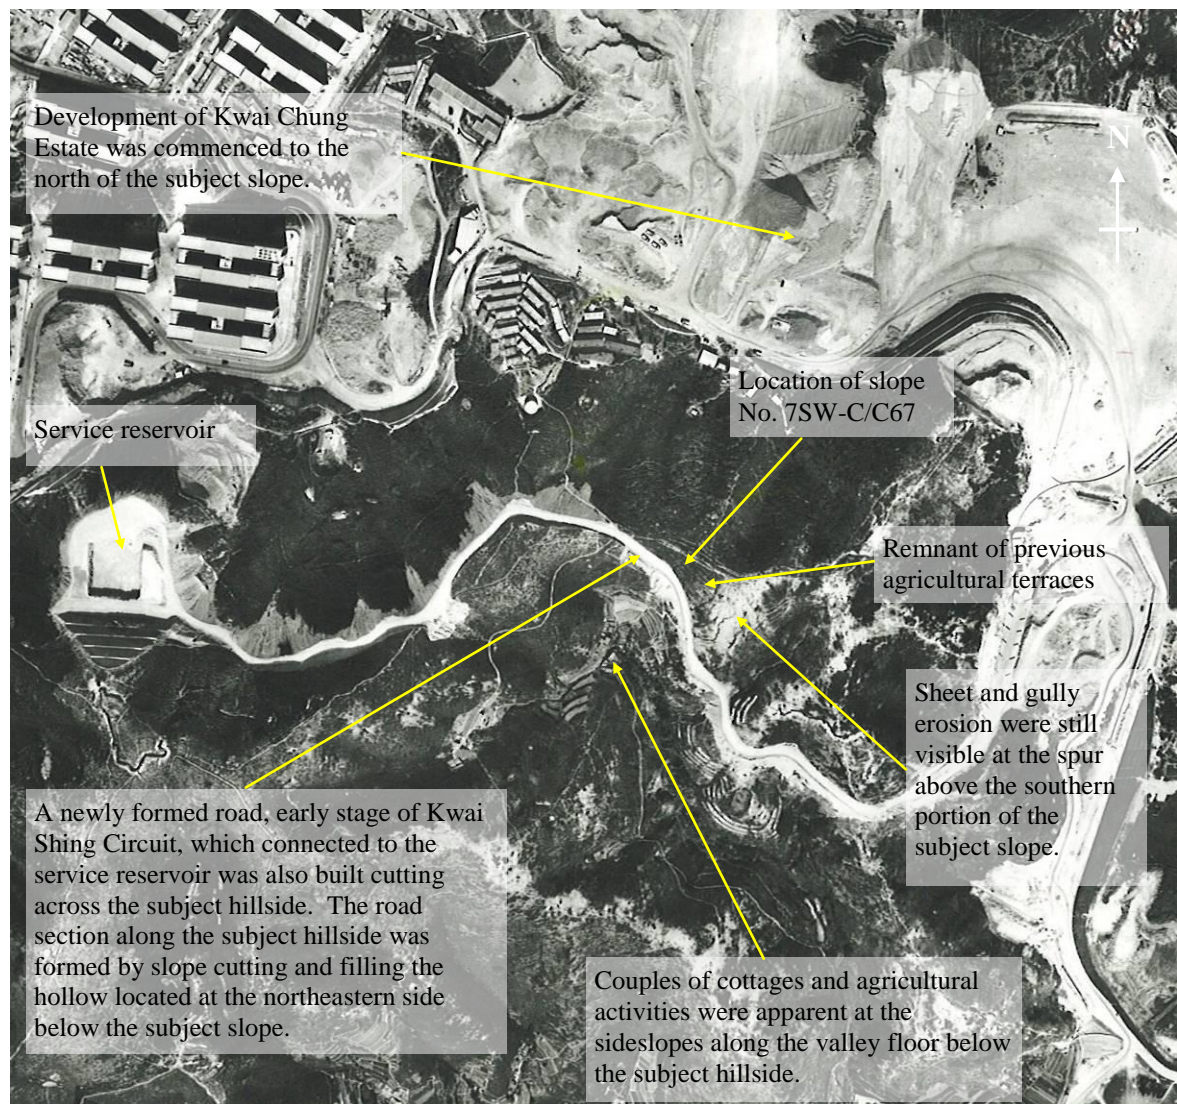 Development of Kwai Chung
Estate was commenced to the
north of the subject slope.
N
Location of slope
No. 7SW-C/C67
Service reservoir
Remnant of previous
agricultural terraces
Sheet and gully
erosion were still
visible at the spur
above the southern
portion of the
subject slope.
A newly formed road, early stage of Kwai
Shing Circuit, which connected to the
service reservoir was also built cutting
across the subject hillside.  The road
section along the subject hillside was
formed by slope cutting and filling the
hollow located at the northeastern side
below the subject slope.
Couples of cottages and agricultural
activities were apparent at the
sideslopes along the valley floor below
the subject hillside.